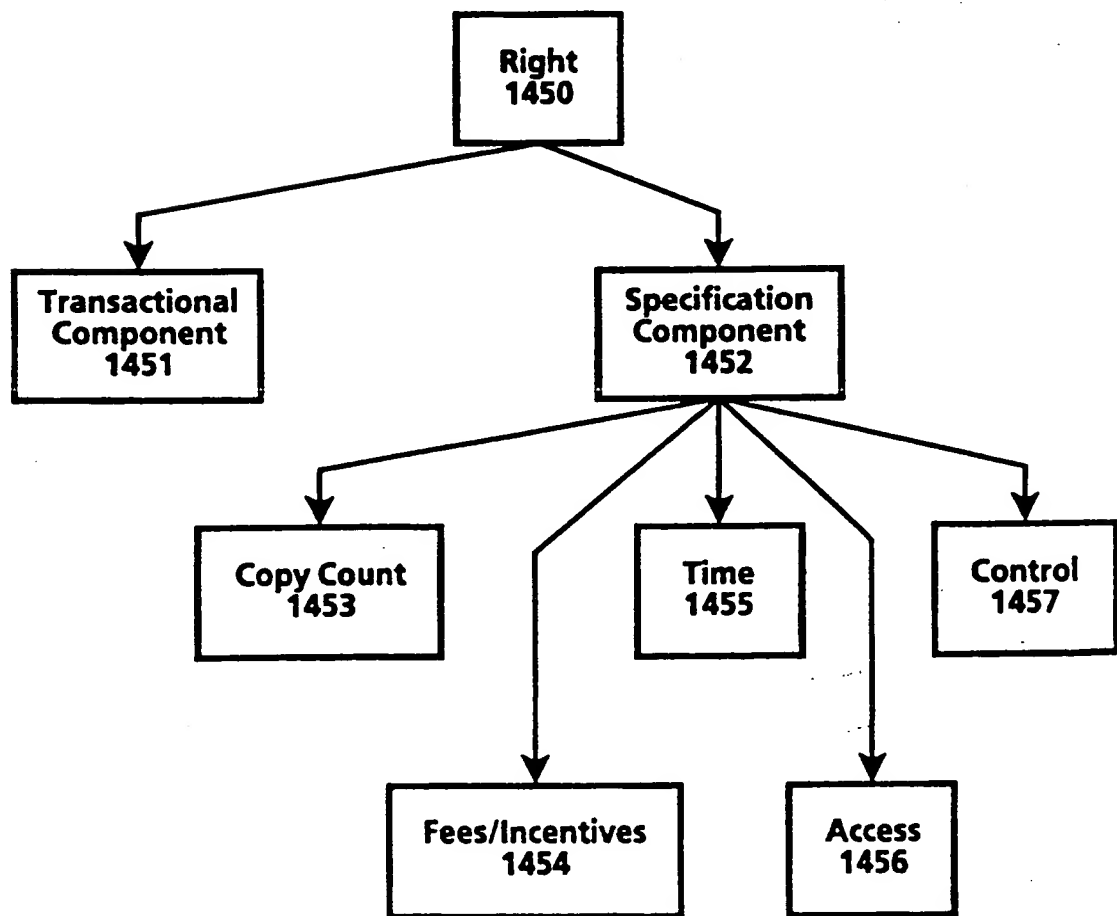 Right
1450
Transactional
Component
1451
Specification
Component
1452
Copy Count
1453
Time
1455
Control
1457
Fees/Incentives
1454
Access
1456